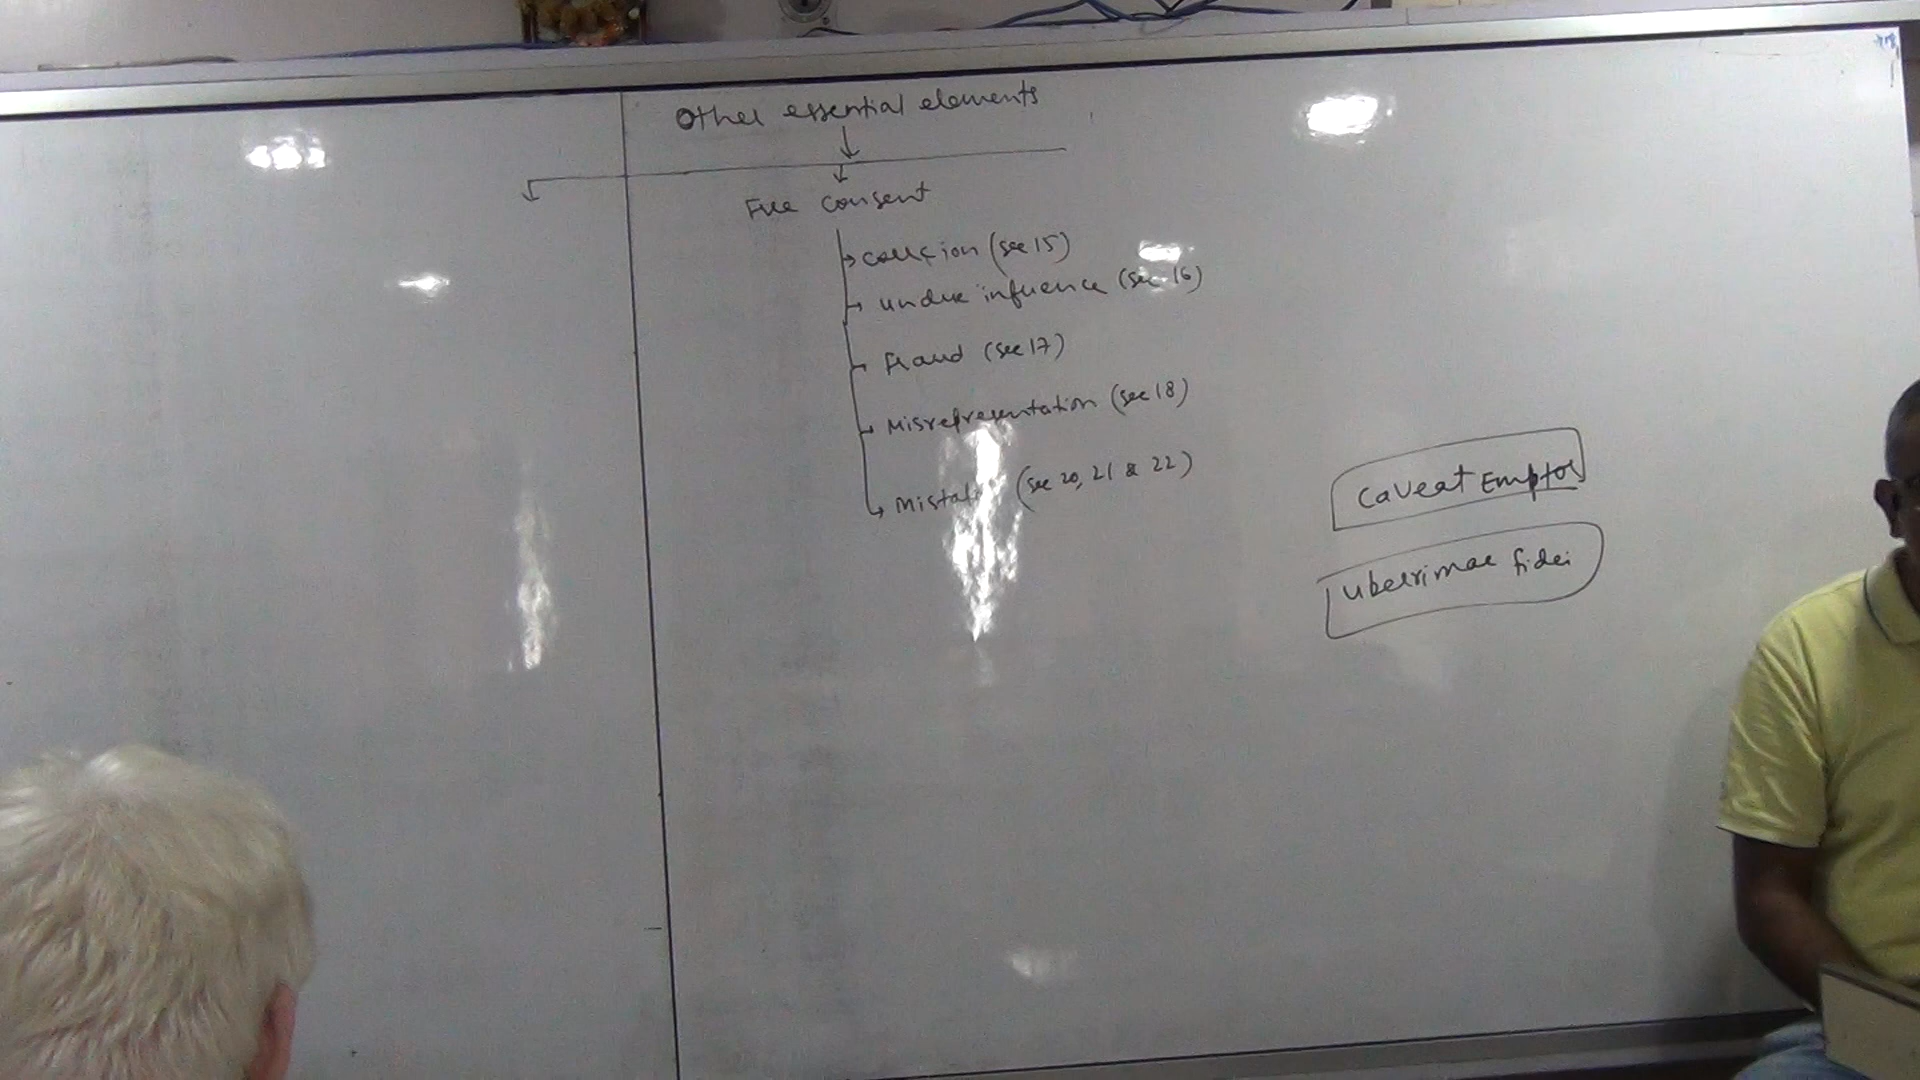 Other essential elements
Free consent
coercion (sec 15)
undue influence (sec 16)
Fraud (sec 17)
Misrepresentation (sec 18)
Mistake (sec 20, 21 & 22)
Caveat Emptor
uberrimae fidei